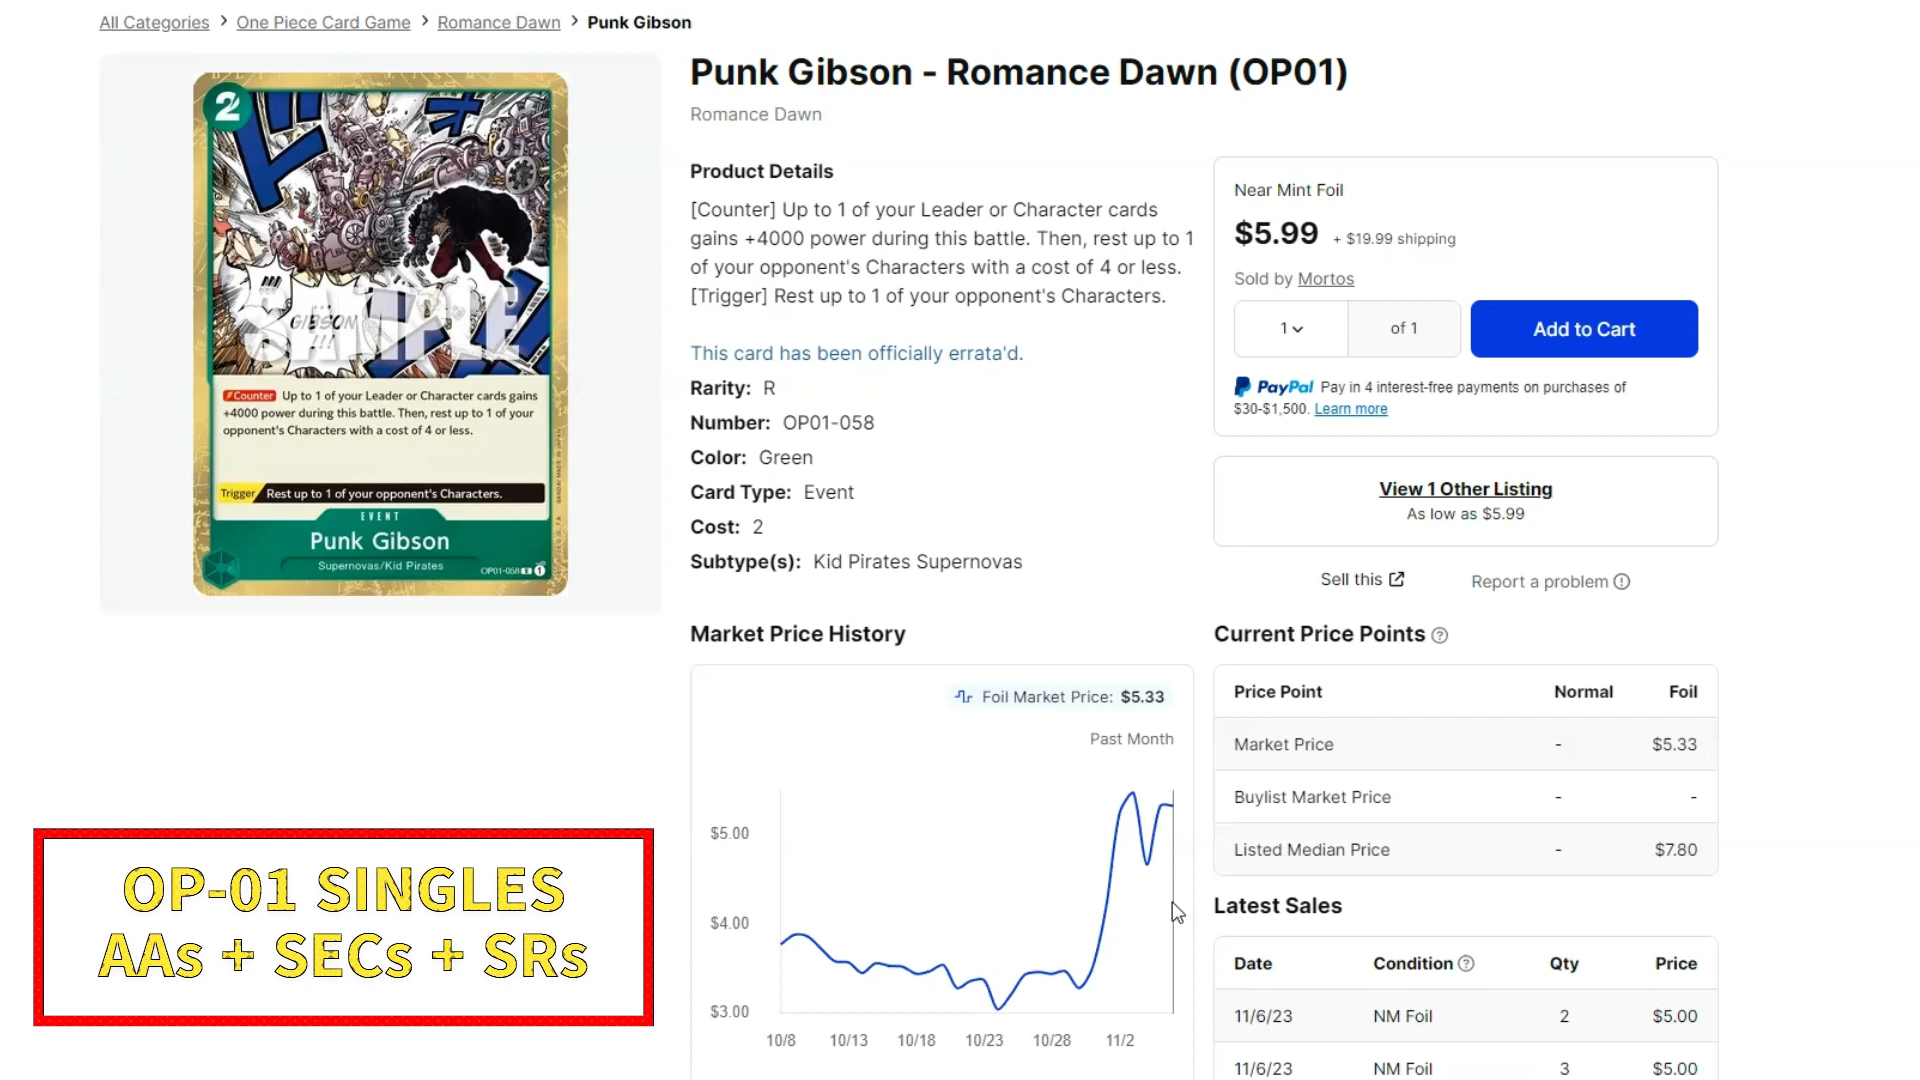 All Categories > One Piece Card Game > Romance Dawn > Punk Gibson
Punk Gibson - Romance Dawn (OP01)
Romance Dawn
2
GIBSON
!!!
SAMPLE
Counter Up to 1 of your Leader or Character cards gains
+4000 power during this battle. Then, rest up to 1 of your
opponent's Characters with a cost of 4 or less.
Trigger Rest up to 1 of your opponent's Characters.
EVENT
Punk Gibson
Supernovas/Kid Pirates
OP01-058 R 1
Product Details
[Counter] Up to 1 of your Leader or Character cards
gains +4000 power during this battle. Then, rest up to 1
of your opponent's Characters with a cost of 4 or less.
[Trigger] Rest up to 1 of your opponent's Characters.
This card has been officially errata'd.
Rarity: R
Number: OP01-058
Color: Green
Card Type: Event
Cost: 2
Subtype(s): Kid Pirates Supernovas
Near Mint Foil
$5.99 + $19.99 shipping
Sold by Mortos
1 of 1
Add to Cart
PayPal Pay in 4 interest-free payments on purchases of
$30-$1,500. Learn more
View 1 Other Listing
As low as $5.99
Sell this
Report a problem
Market Price History
Foil Market Price: $5.33
Past Month
$5.00
$4.00
$3.00
10/8 10/13 10/18 10/23 10/28 11/2
Current Price Points
Price Point Normal Foil
Market Price - $5.33
Buylist Market Price - -
Listed Median Price - $7.80
Latest Sales
Date Condition Qty Price
11/6/23 NM Foil 2 $5.00
11/6/23 NM Foil 3 $5.00
OP-01 SINGLES
AAs + SECs + SRs